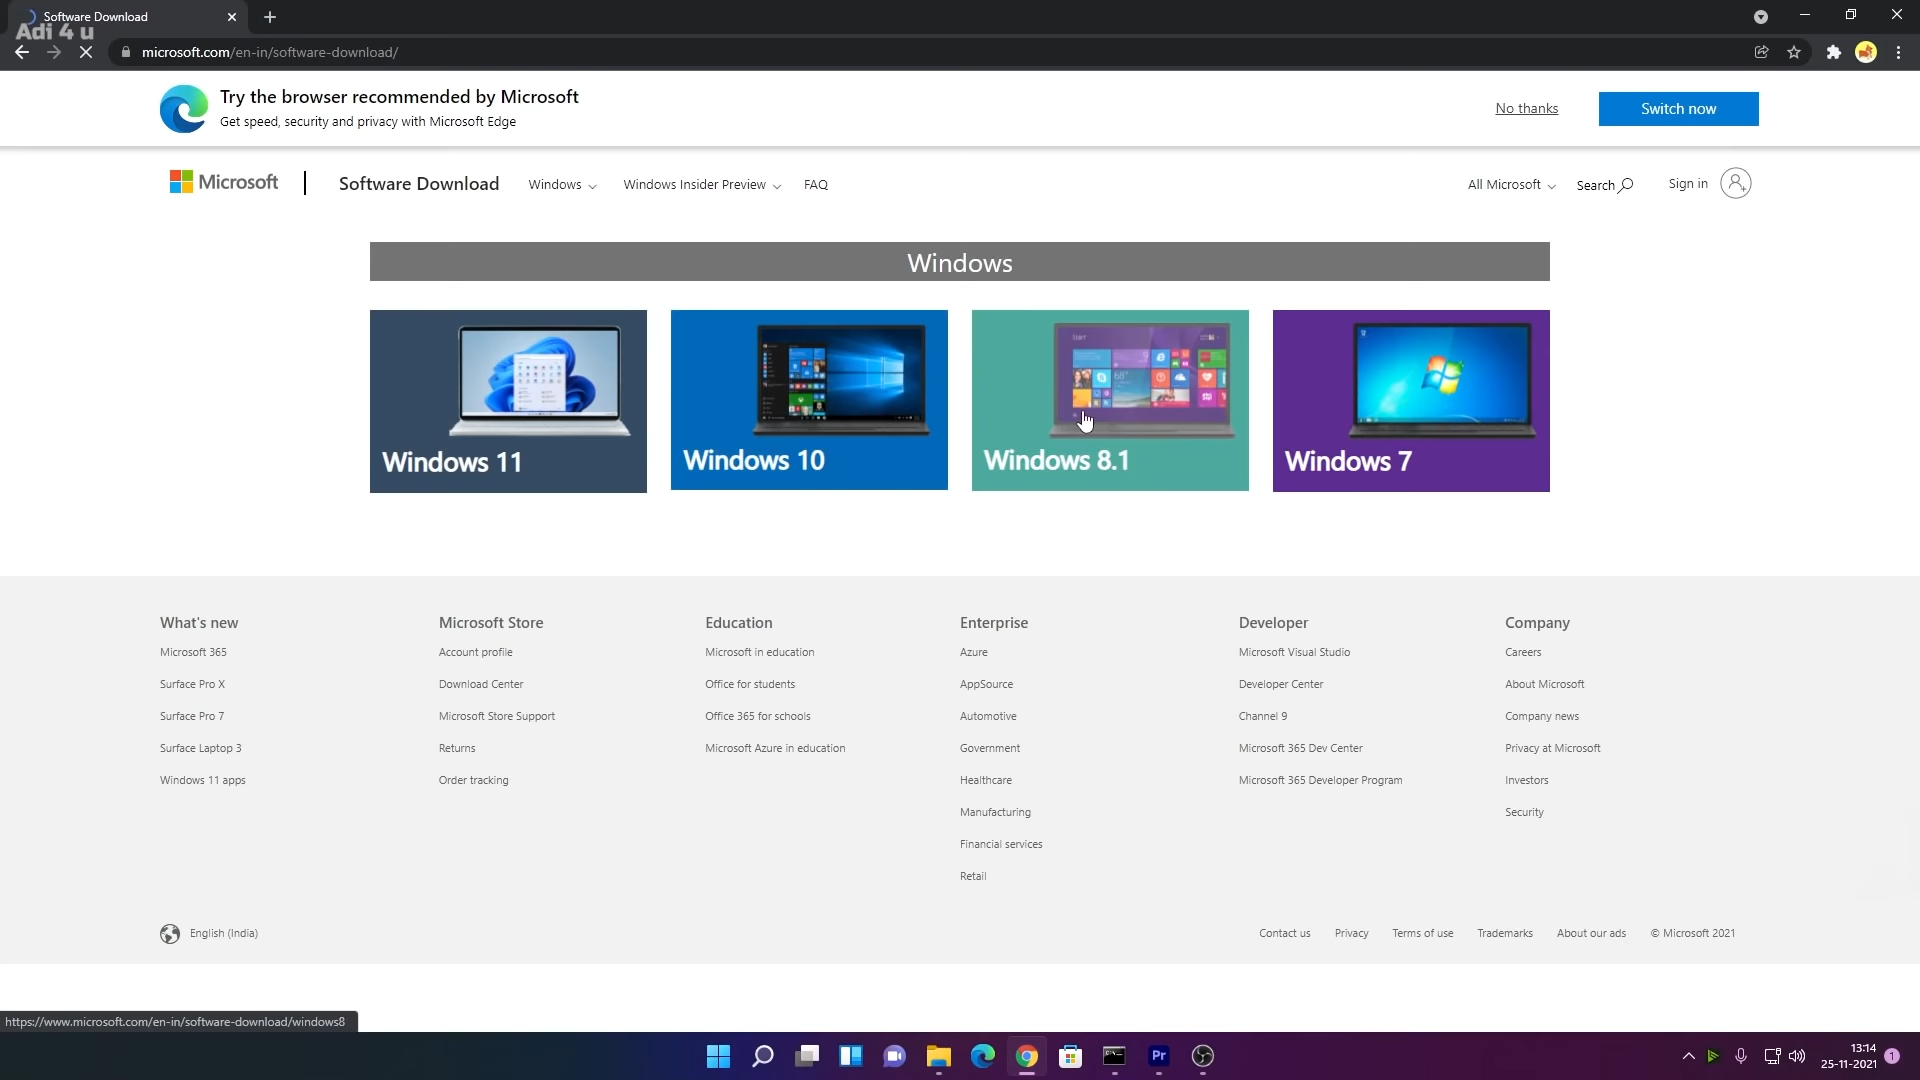 Software Download
Adi 4 u
microsoft.com/en-in/software-download/
Try the browser recommended by Microsoft
Get speed, security and privacy with Microsoft Edge
No thanks
Switch now
Microsoft
Software Download
Windows
Windows Insider Preview
FAQ
All Microsoft
Search
Sign in
Windows
Windows 11
Windows 10
Start
Windows 8.1
Windows 7
What's new
Microsoft 365
Surface Pro X
Surface Pro 7
Surface Laptop 3
Windows 11 apps
Microsoft Store
Account profile
Download Center
Microsoft Store Support
Returns
Order tracking
Education
Microsoft in education
Office for students
Office 365 for schools
Microsoft Azure in education
Enterprise
Azure
AppSource
Automotive
Government
Healthcare
Manufacturing
Financial services
Retail
Developer
Microsoft Visual Studio
Developer Center
Channel 9
Microsoft 365 Dev Center
Microsoft 365 Developer Program
Company
Careers
About Microsoft
Company news
Privacy at Microsoft
Investors
Security
English (India)
Contact us
Privacy
Terms of use
Trademarks
About our ads
© Microsoft 2021
https://www.microsoft.com/en-in/software-download/windows8
Pr
13:14
25-11-2021
1